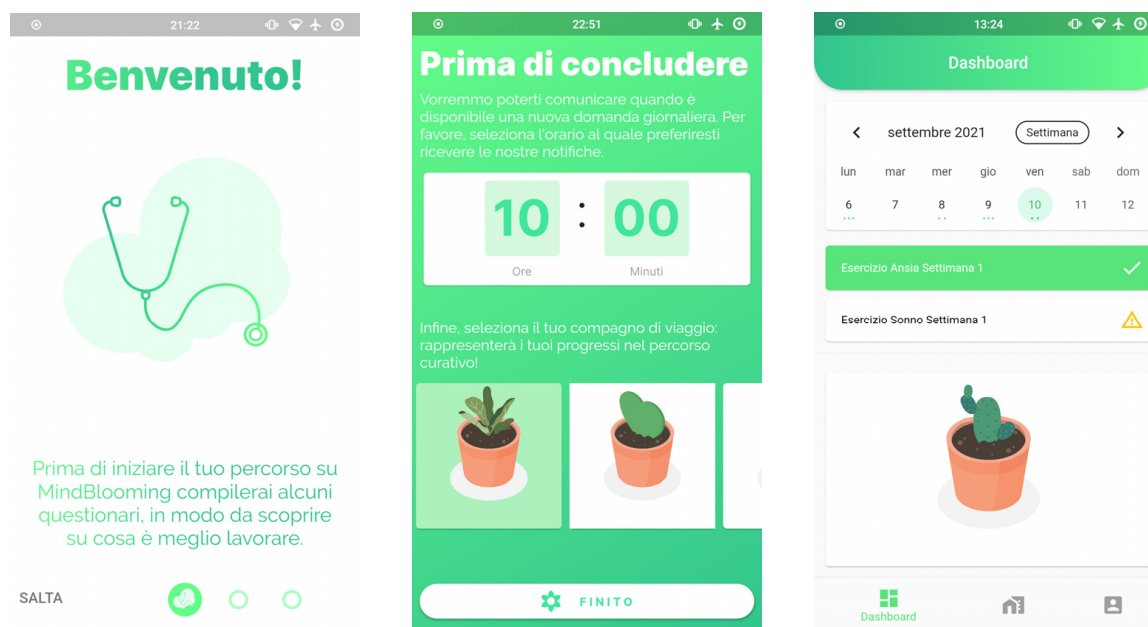 21:22
Benvenuto!
Prima di iniziare il tuo percorso su
MindBlooming compilerai alcuni
questionari, in modo da scoprire
su cosa è meglio lavorare.
SALTA
22:51
Prima di concludere
Vorremmo poterti comunicare quando è
disponibile una nuova domanda giornaliera. Per
favore, seleziona l'orario al quale preferiresti
ricevere le nostre notifiche.
10 : 00
Ore Minuti
Infine, seleziona il tuo compagno di viaggio:
rappresenterà i tuoi progressi nel percorso
curativo!
FINITO
13:24
Dashboard
settembre 2021 Settimana
lun mar mer gio ven sab dom
6 7 8 9 10 11 12
Esercizio Ansia Settimana 1
Esercizio Sonno Settimana 1
Dashboard